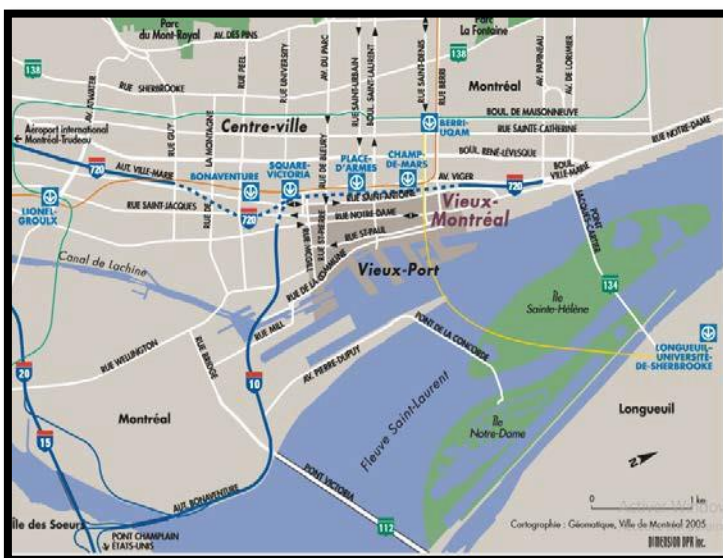 Parc
du Mont-Royal
AV. DES PINS
Parc
La Fontaine
138
138
RUE SHERBROOKE
AV. ATWATER
RUE GUY
LA MONTAGNE
RUE DE
RUE PEEL
RUE UNIVERSITY
AV. DU PARC
RUE DE BLEURY
RUE SAINT-URBAIN
BOUL. SAINT-LAURENT
RUE SAINT-DENIS
RUE BERRI
Montréal
AV. PAPINEAU
AV. DE LORIMIER
BOUL. DE MAISONNEUVE
BERRI-
UQAM
RUE SAINTE-CATHERINE
RUE NOTRE-DAME
Centre-ville
BOUL. RENÉ-LÉVESQUE
Aéroport international
Montréal-Trudeau
720
AUT. VILLE-MARIE
BONAVENTURE
SQUARE-
VICTORIA
PLACE-
D'ARMES
CHAMP-
DE-MARS
AV. VIGER
720
BOUL.
VILLE-MARIE
LIONEL-
GROULX
RUE SAINT-JACQUES
720
RUE SAINT-ANTOINE
RUE NOTRE-DAME
RUE ST-PAUL
Vieux-
Montréal
RUE MCGILL
RUE ST-PIERRE
RUE DE LA COMMUNE
Vieux-Port
PONT
JACQUES-CARTIER
134
Canal de Lachine
Île
Sainte-Hélène
RUE MILL
PONT DE LA CONCORDE
RUE WELLINGTON
RUE BRIDGE
AV. PIERRE-DUPUY
LONGUEUIL-
UNIVERSITÉ-
DE-SHERBROOKE
20
10
15
Montréal
Fleuve Saint-Laurent
Île
Notre-Dame
Longueuil
N
AUT. BONAVENTURE
PONT VICTORIA
112
Île des Soeurs
PONT CHAMPLAIN
ÉTATS-UNIS
0 1 km
Cartographie : Géomatique, Ville de Montréal 2005
DIMENSION DPR inc.